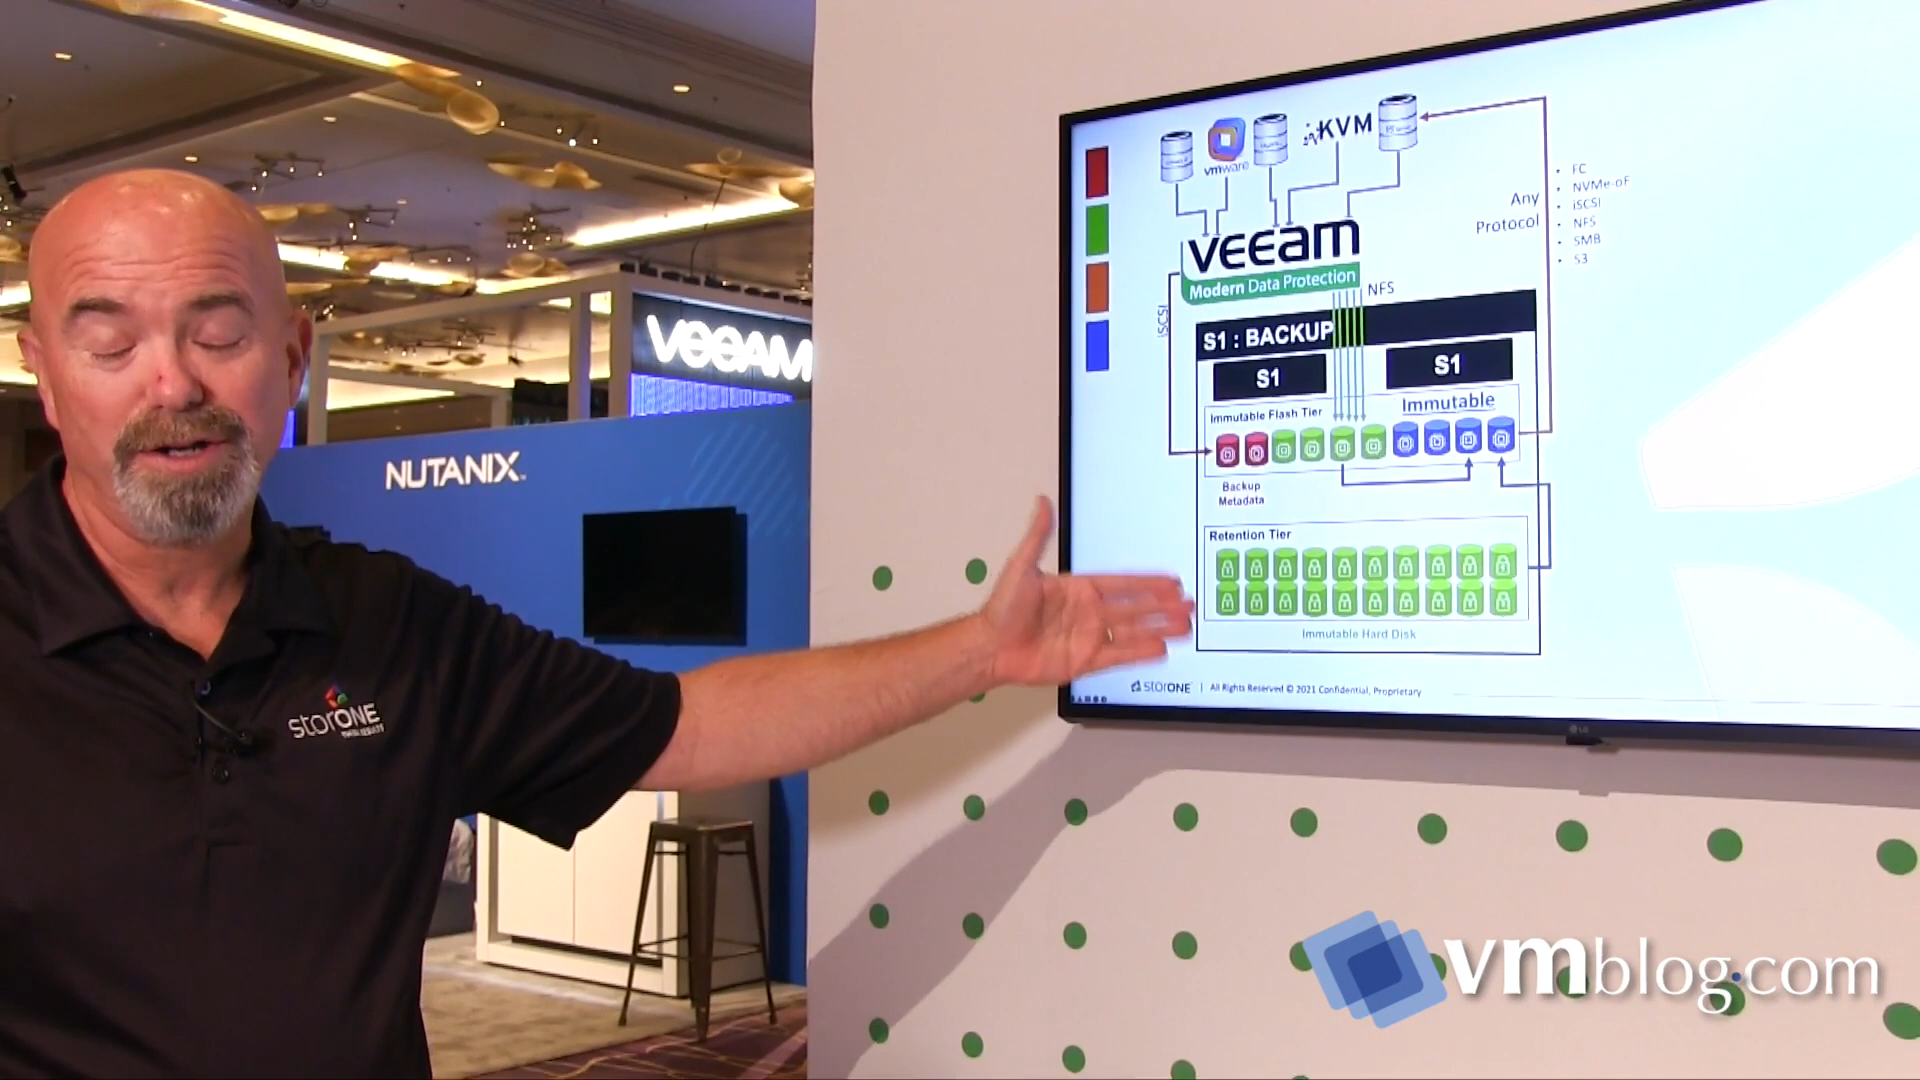 VEEAM
NUTANIX
storONE
vmware
KVM
Any
Protocol
• FC
• NVMe-oF
• iSCSI
• NFS
• SMB
• S3
veeam
Modern Data Protection
NFS
iSCSI
S1 : BACKUP
S1
S1
Immutable Flash Tier
Immutable
Backup
Metadata
Retention Tier
Immutable Hard Disk
storONE | All Rights Reserved © 2021 Confidential, Proprietary
LG
vmblog.com